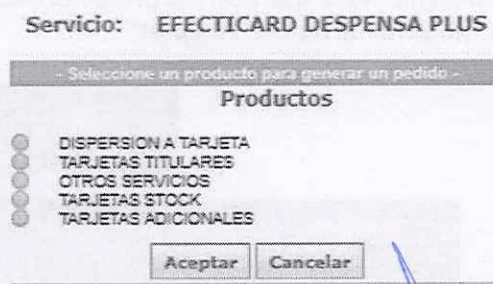 Servicio: EFECTICARD DESPENSA PLUS
- Seleccione un producto para generar un pedido -
Productos
DISPERSION A TARJETA
TARJETAS TITULARES
OTROS SERVICIOS
TARJETAS STOCK
TARJETAS ADICIONALES
Aceptar Cancelar